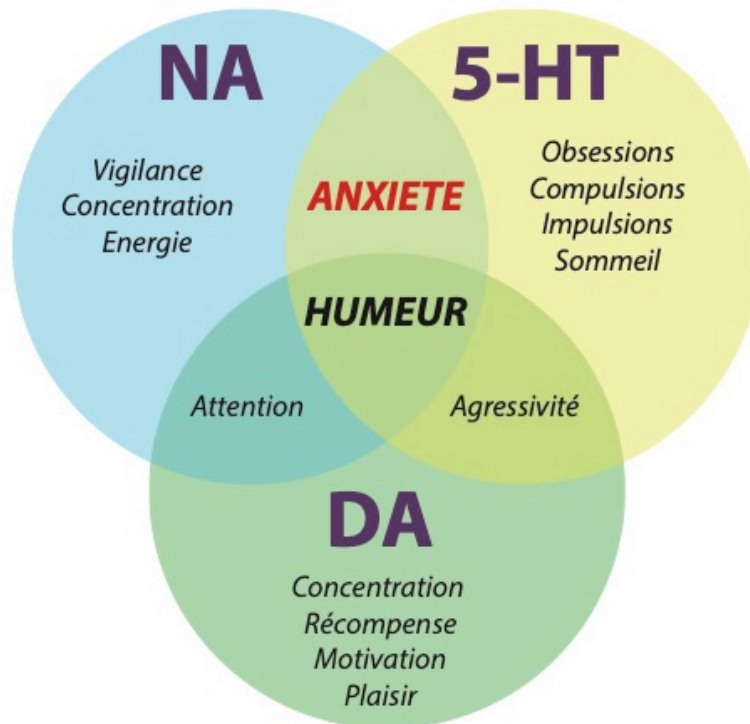 NA
5-HT
Vigilance
Concentration
Energie
ANXIETE
Obsessions
Compulsions
Impulsions
Sommeil
HUMEUR
Attention
Agressivité
DA
Concentration
Récompense
Motivation
Plaisir